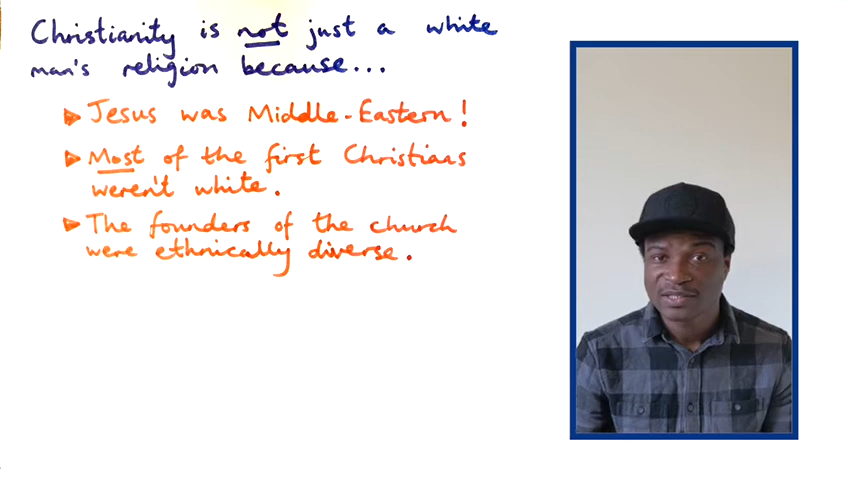 Christianity is not just a white
man's religion because...
Jesus was Middle-Eastern!
Most of the first Christians
weren't white.
The founders of the church
were ethnically diverse.